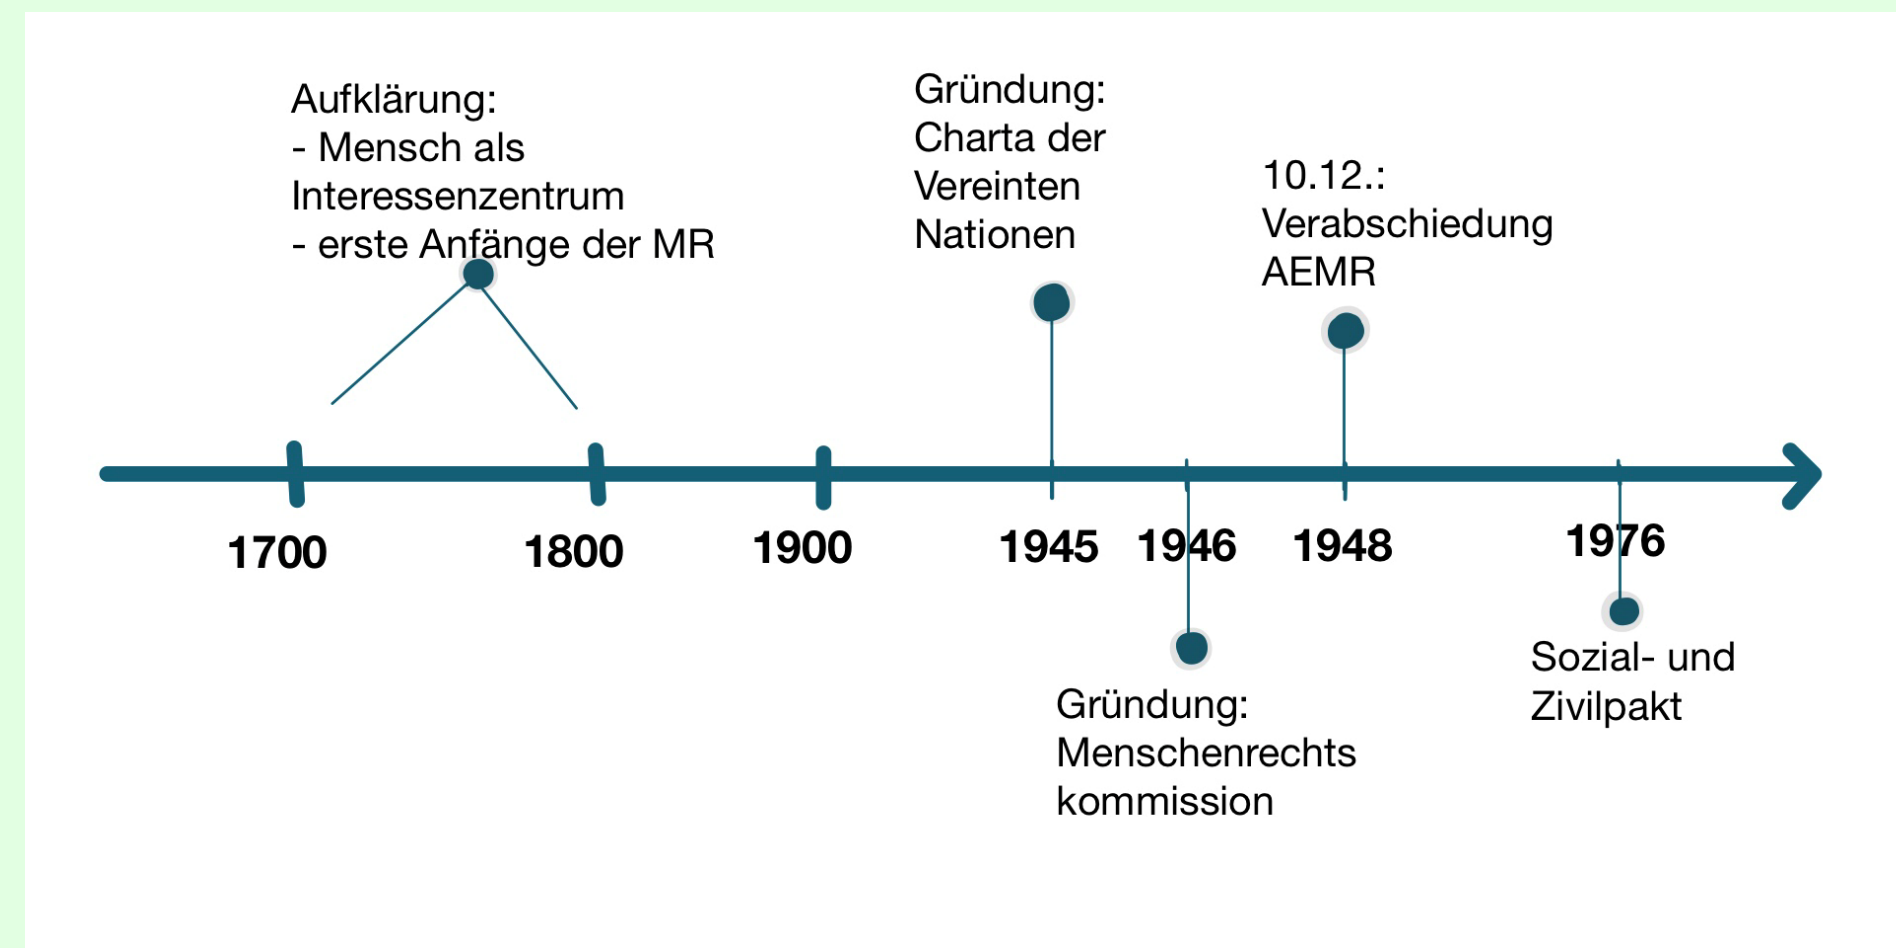 Aufklärung:
- Mensch als
Interessenzentrum
- erste Anfänge der MR
Gründung:
Charta der
Vereinten
Nationen
10.12.:
Verabschiedung
AEMR
1700
1800
1900
1945
1946
1948
1976
Gründung:
Menschenrechts
kommission
Sozial- und
Zivilpakt